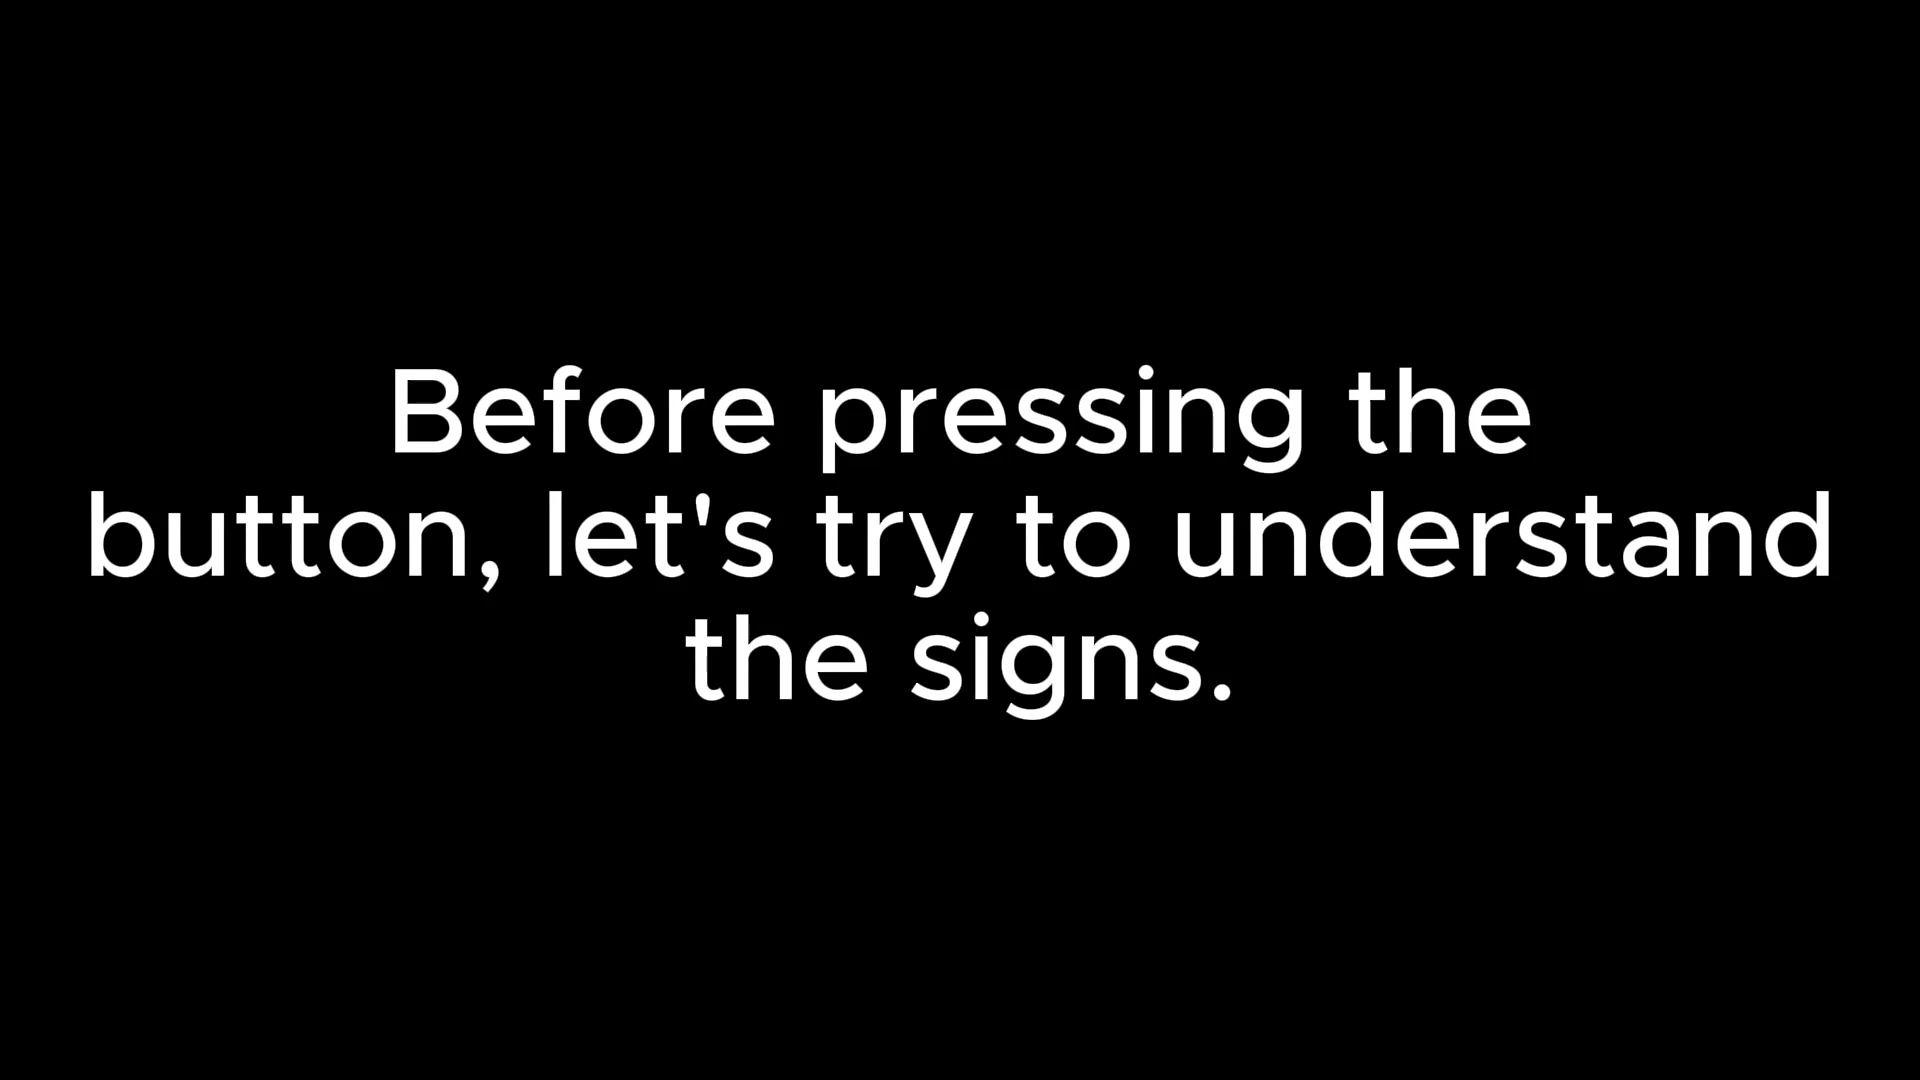 Before pressing the
button, let's try to understand
the signs.